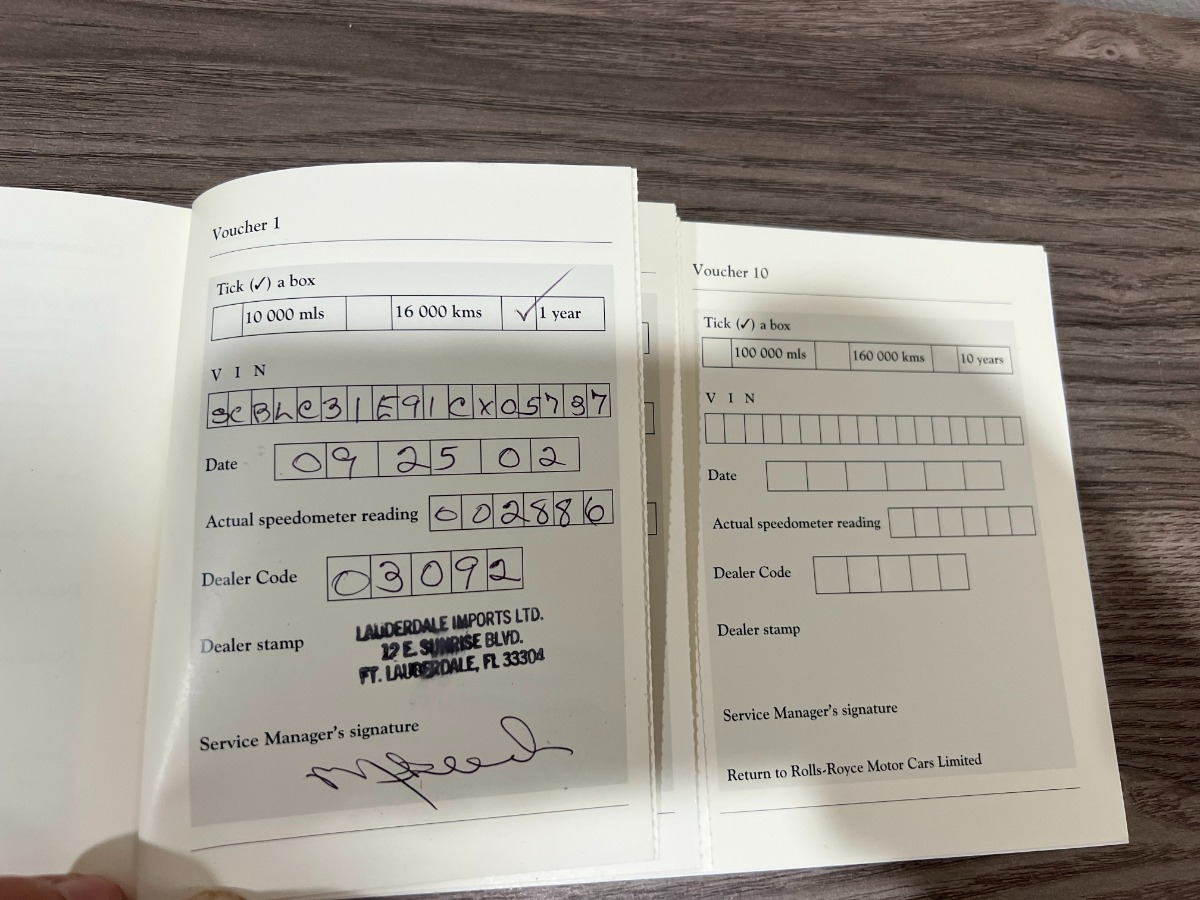 Voucher 1
Tick (✓) a box
10 000 mls 16 000 kms ✓ 1 year
V I N
SCBLC31E91CX05737
Date 09 25 02
Actual speedometer reading 002886
Dealer Code 03092
Dealer stamp
LAUDERDALE IMPORTS LTD.
12 E. SUNRISE BLVD.
FT. LAUDERDALE, FL 33304
Service Manager's signature
Voucher 10
Tick (✓) a box
100 000 mls 160 000 kms 10 years
V I N
Date
Actual speedometer reading
Dealer Code
Dealer stamp
Service Manager's signature
Return to Rolls-Royce Motor Cars Limited